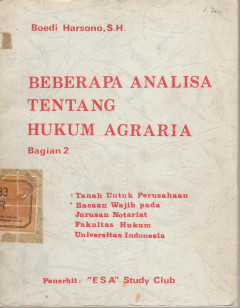 Boedi Harsono, S.H.
BEBERAPA ANALISA
TENTANG
HUKUM AGRARIA
Bagian 2
* Tanah Untuk Perusahaan
* Bacaan Wajib pada
Jurusan Notariat
Fakultas Hukum
Universitas Indonesia
Penerbit: "ESA" Study Club